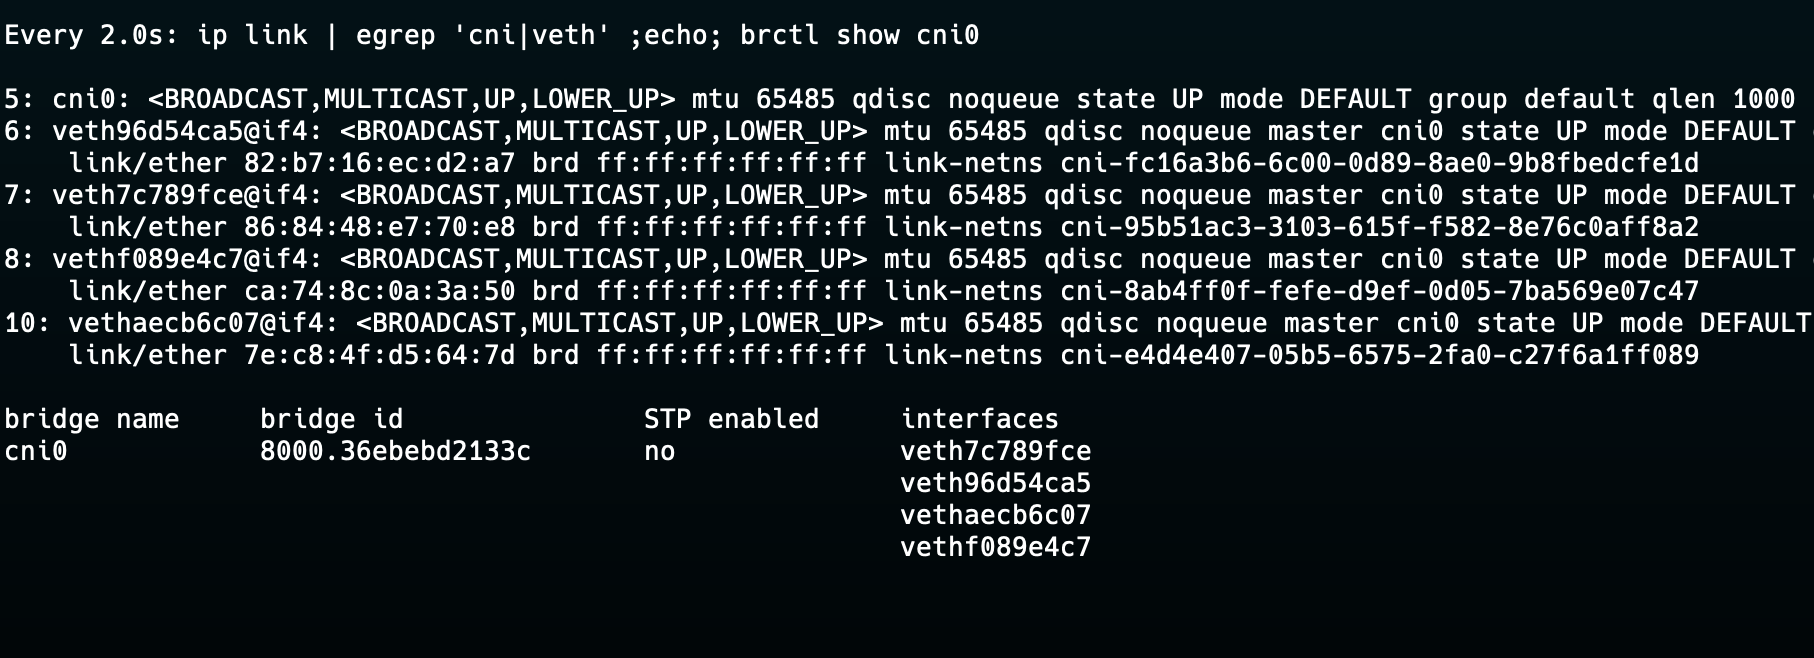 Every 2.0s: ip link | egrep 'cni|veth' ;echo; brctl show cni0
5: cni0: <BROADCAST,MULTICAST,UP,LOWER_UP> mtu 65485 qdisc noqueue state UP mode DEFAULT group default qlen 1000
6: veth96d54ca5@if4: <BROADCAST,MULTICAST,UP,LOWER_UP> mtu 65485 qdisc noqueue master cni0 state UP mode DEFAULT
link/ether 82:b7:16:ec:d2:a7 brd ff:ff:ff:ff:ff:ff link-netns cni-fc16a3b6-6c00-0d89-8ae0-9b8fbedcfe1d
7: veth7c789fce@if4: <BROADCAST,MULTICAST,UP,LOWER_UP> mtu 65485 qdisc noqueue master cni0 state UP mode DEFAULT
link/ether 86:84:48:e7:70:e8 brd ff:ff:ff:ff:ff:ff link-netns cni-95b51ac3-3103-615f-f582-8e76c0aff8a2
8: vethf089e4c7@if4: <BROADCAST,MULTICAST,UP,LOWER_UP> mtu 65485 qdisc noqueue master cni0 state UP mode DEFAULT
link/ether ca:74:8c:0a:3a:50 brd ff:ff:ff:ff:ff:ff link-netns cni-8ab4ff0f-fefe-d9ef-0d05-7ba569e07c47
10: vethaecb6c07@if4: <BROADCAST,MULTICAST,UP,LOWER_UP> mtu 65485 qdisc noqueue master cni0 state UP mode DEFAULT
link/ether 7e:c8:4f:d5:64:7d brd ff:ff:ff:ff:ff:ff link-netns cni-e4d4e407-05b5-6575-2fa0-c27f6a1ff089
bridge name bridge id STP enabled interfaces
cni0 8000.36ebebd2133c no veth7c789fce
veth96d54ca5
vethaecb6c07
vethf089e4c7